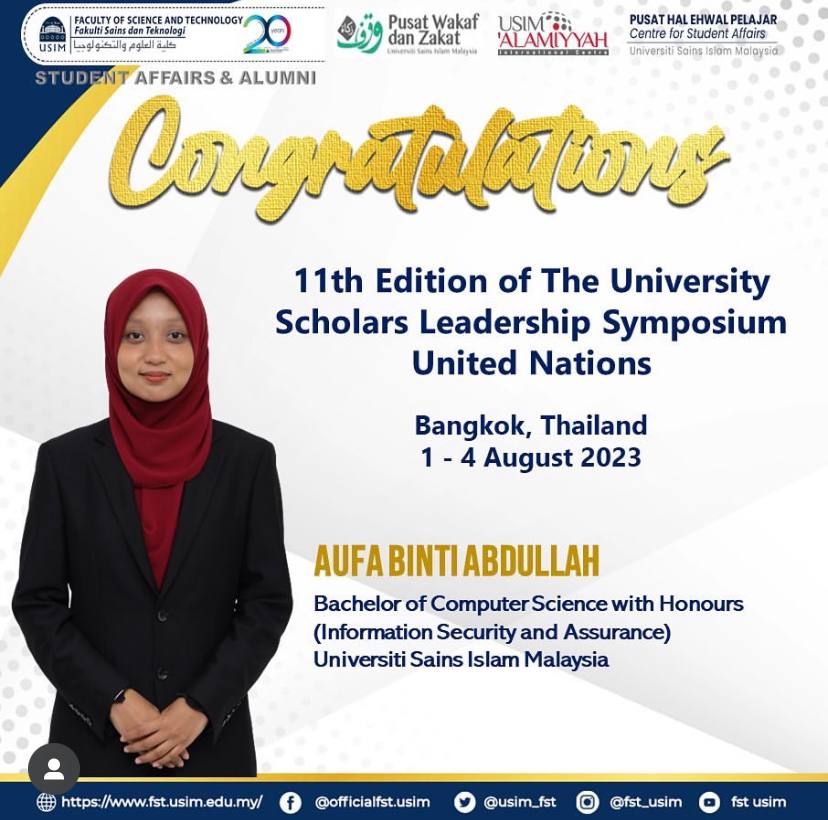 USIM
FACULTY OF SCIENCE AND TECHNOLOGY
Fakulti Sains dan Teknologi
كلية العلوم والتكنولوجيا
20
years
STUDENT AFFAIRS & ALUMNI
Pusat Wakaf
dan Zakat
Universiti Sains Islam Malaysia
USIM
'ALAMIYYAH
International Centre
PUSAT HAL EHWAL PELAJAR
Centre for Student Affairs
Universiti Sains Islam Malaysia
Congratulations
11th Edition of The University
Scholars Leadership Symposium
United Nations
Bangkok, Thailand
1 - 4 August 2023
AUFA BINTI ABDULLAH
Bachelor of Computer Science with Honours
(Information Security and Assurance)
Universiti Sains Islam Malaysia
https://www.fst.usim.edu.my/ @officialfst.usim @usim_fst @fst_usim fst usim